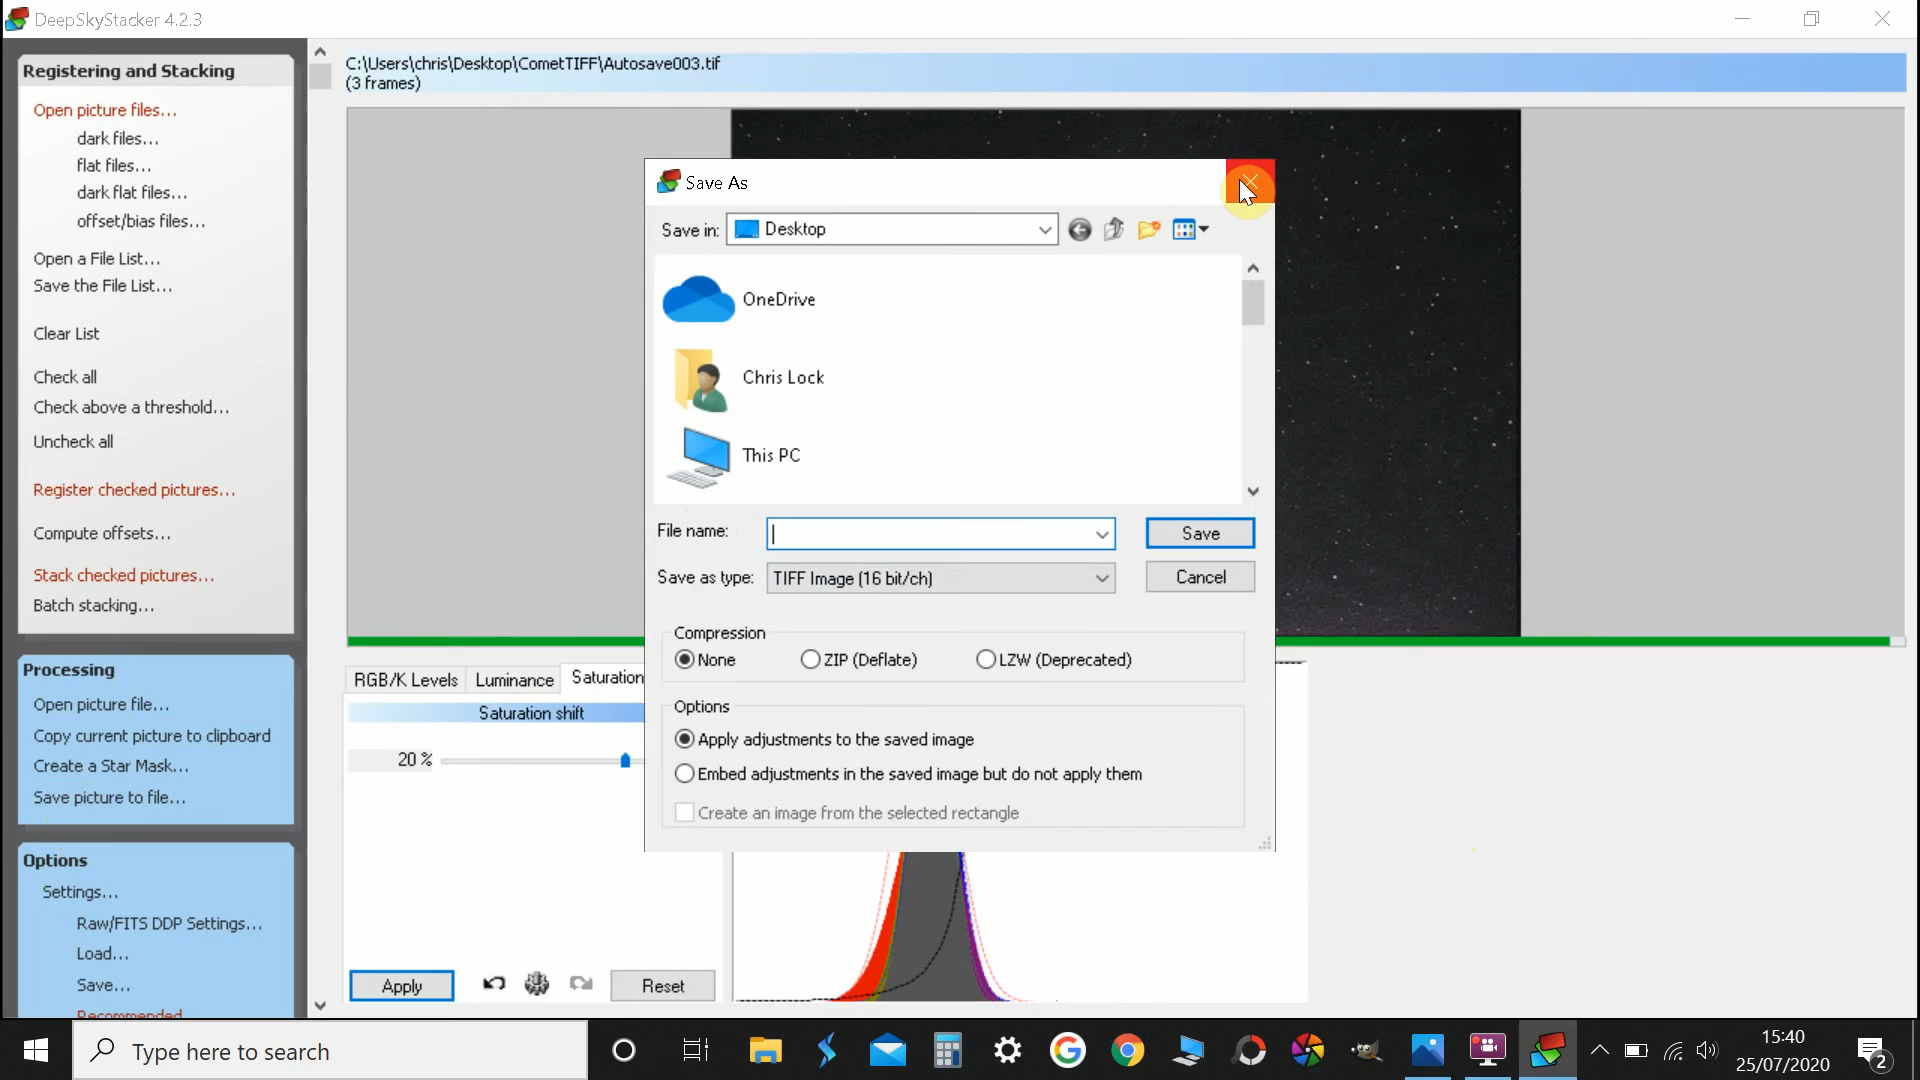 DeepSkyStacker 4.2.3
Registering and Stacking
Open picture files...
dark files...
flat files...
dark flat files...
offset/bias files...
Open a File List...
Save the File List...
Clear List
Check all
Check above a threshold...
Uncheck all
Register checked pictures...
Compute offsets...
Stack checked pictures...
Batch stacking...
Processing
Open picture file...
Copy current picture to clipboard
Create a Star Mask...
Save picture to file...
Options
Settings...
Raw/FITS DDP Settings...
Load...
Save...
Recommended
C:\Users\chris\Desktop\CometTIFF\Autosave003.tif
(3 frames)
Save As
Save in:
Desktop
OneDrive
Chris Lock
This PC
File name:
Save
Save as type:
TIFF Image (16 bit/ch)
Cancel
Compression
None
ZIP (Deflate)
LZW (Deprecated)
Options
Apply adjustments to the saved image
Embed adjustments in the saved image but do not apply them
Create an image from the selected rectangle
RGB/K Levels
Luminance
Saturation
Saturation shift
20 %
Apply
Reset
Type here to search
15:40
25/07/2020
2